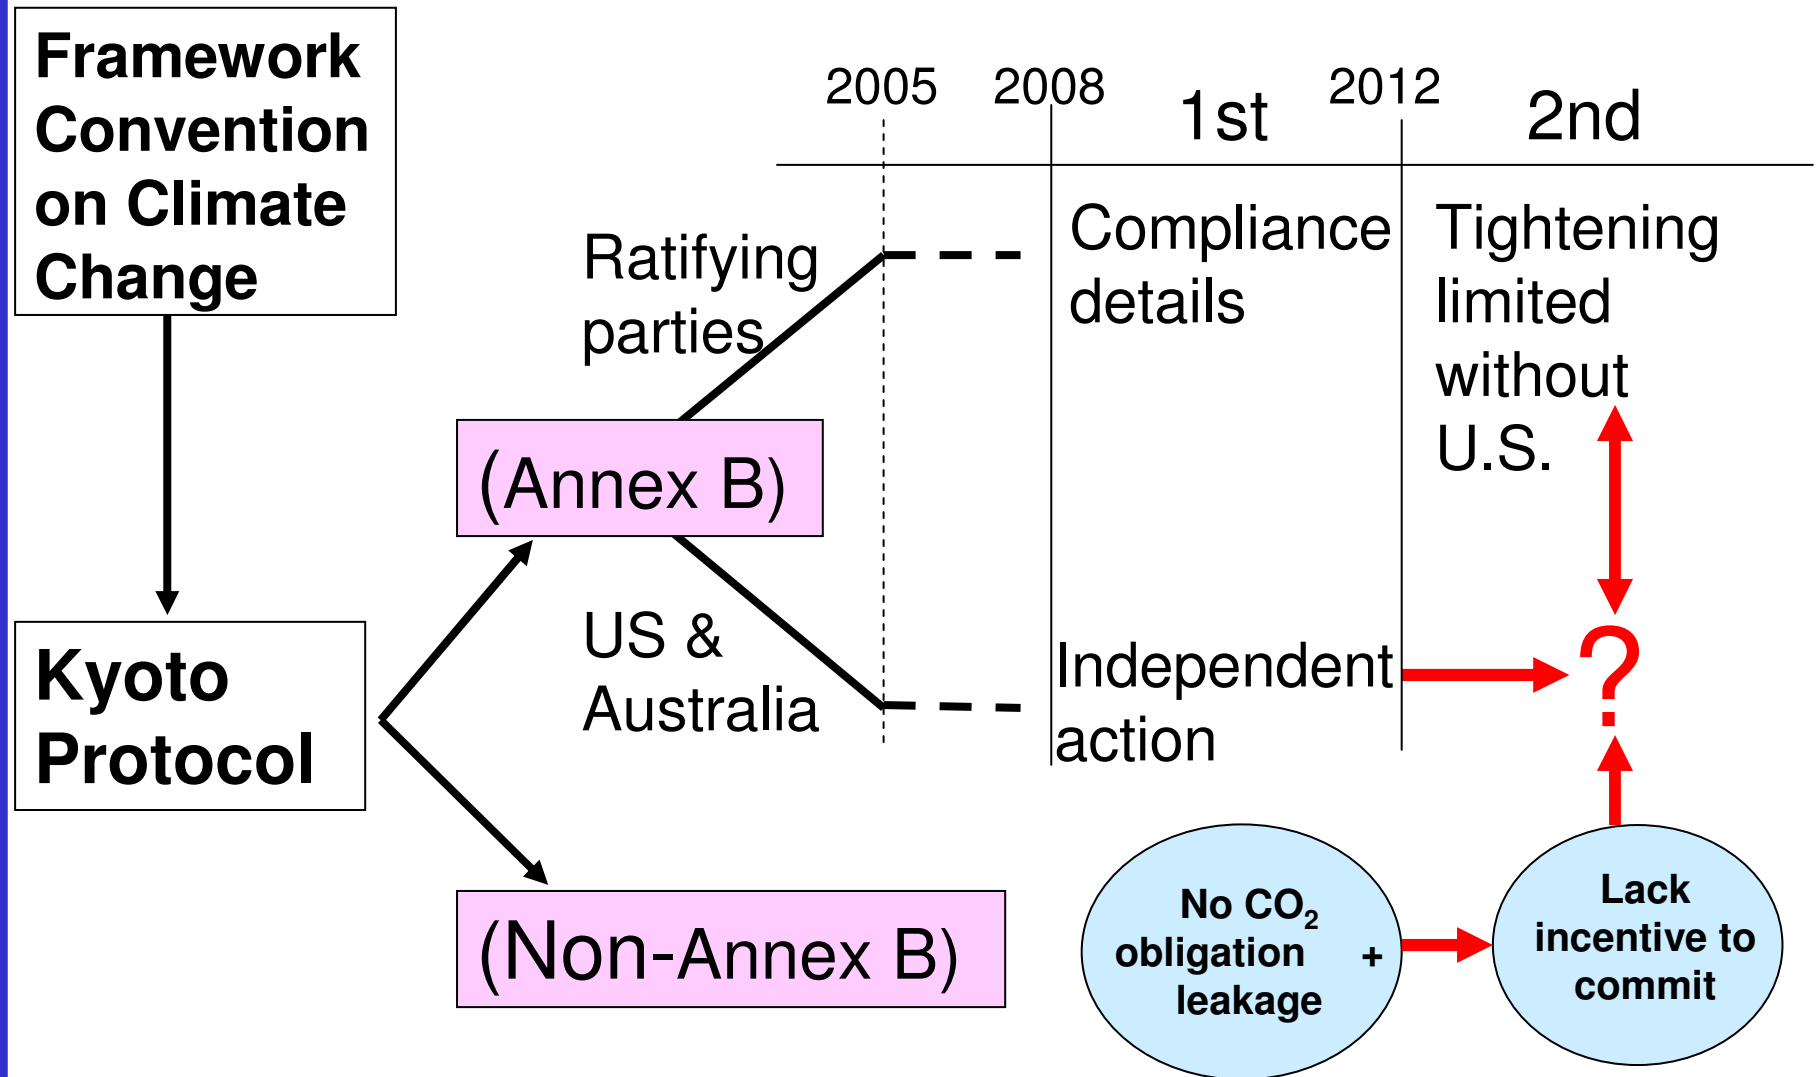 Framework
Convention
on Climate
Change
2005
2008
1st
2012
2nd
Ratifying
parties
Compliance
details
Tightening
limited
without
U.S.
(Annex B)
US &
Australia
Independent
action
?
Kyoto
Protocol
(Non-Annex B)
No CO₂
obligation +
leakage
Lack
incentive to
commit